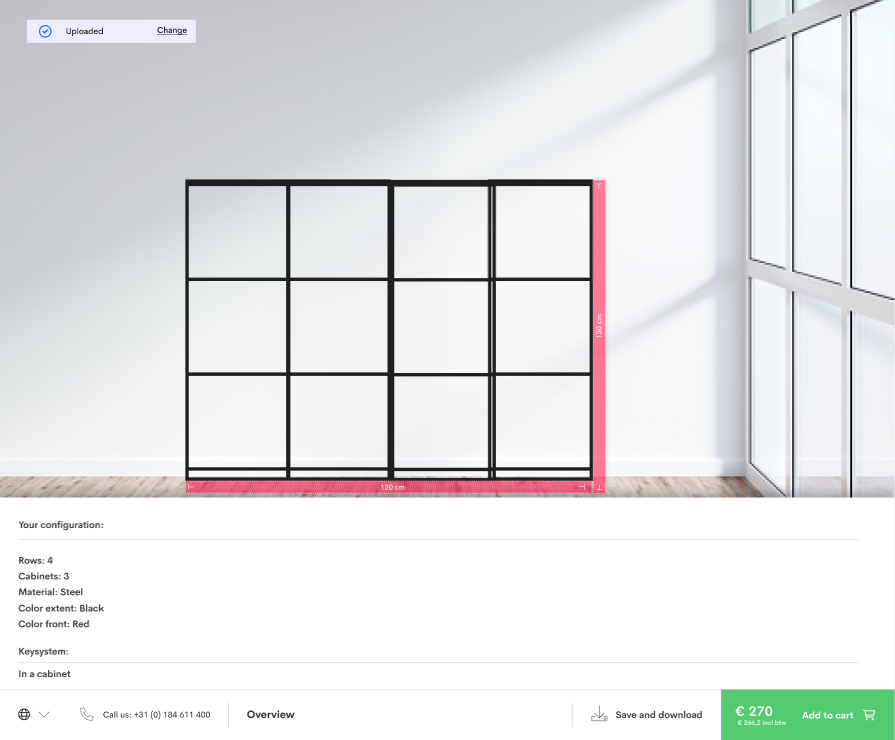 Uploaded Change
130 cm
120 cm
Your configuration:
Rows: 4
Cabinets: 3
Material: Steel
Color extent: Black
Color front: Red
Keysystem:
In a cabinet
Call us: +31 (0) 184 611 400 Overview Save and download € 270 Add to cart
€ 266,2 incl btw